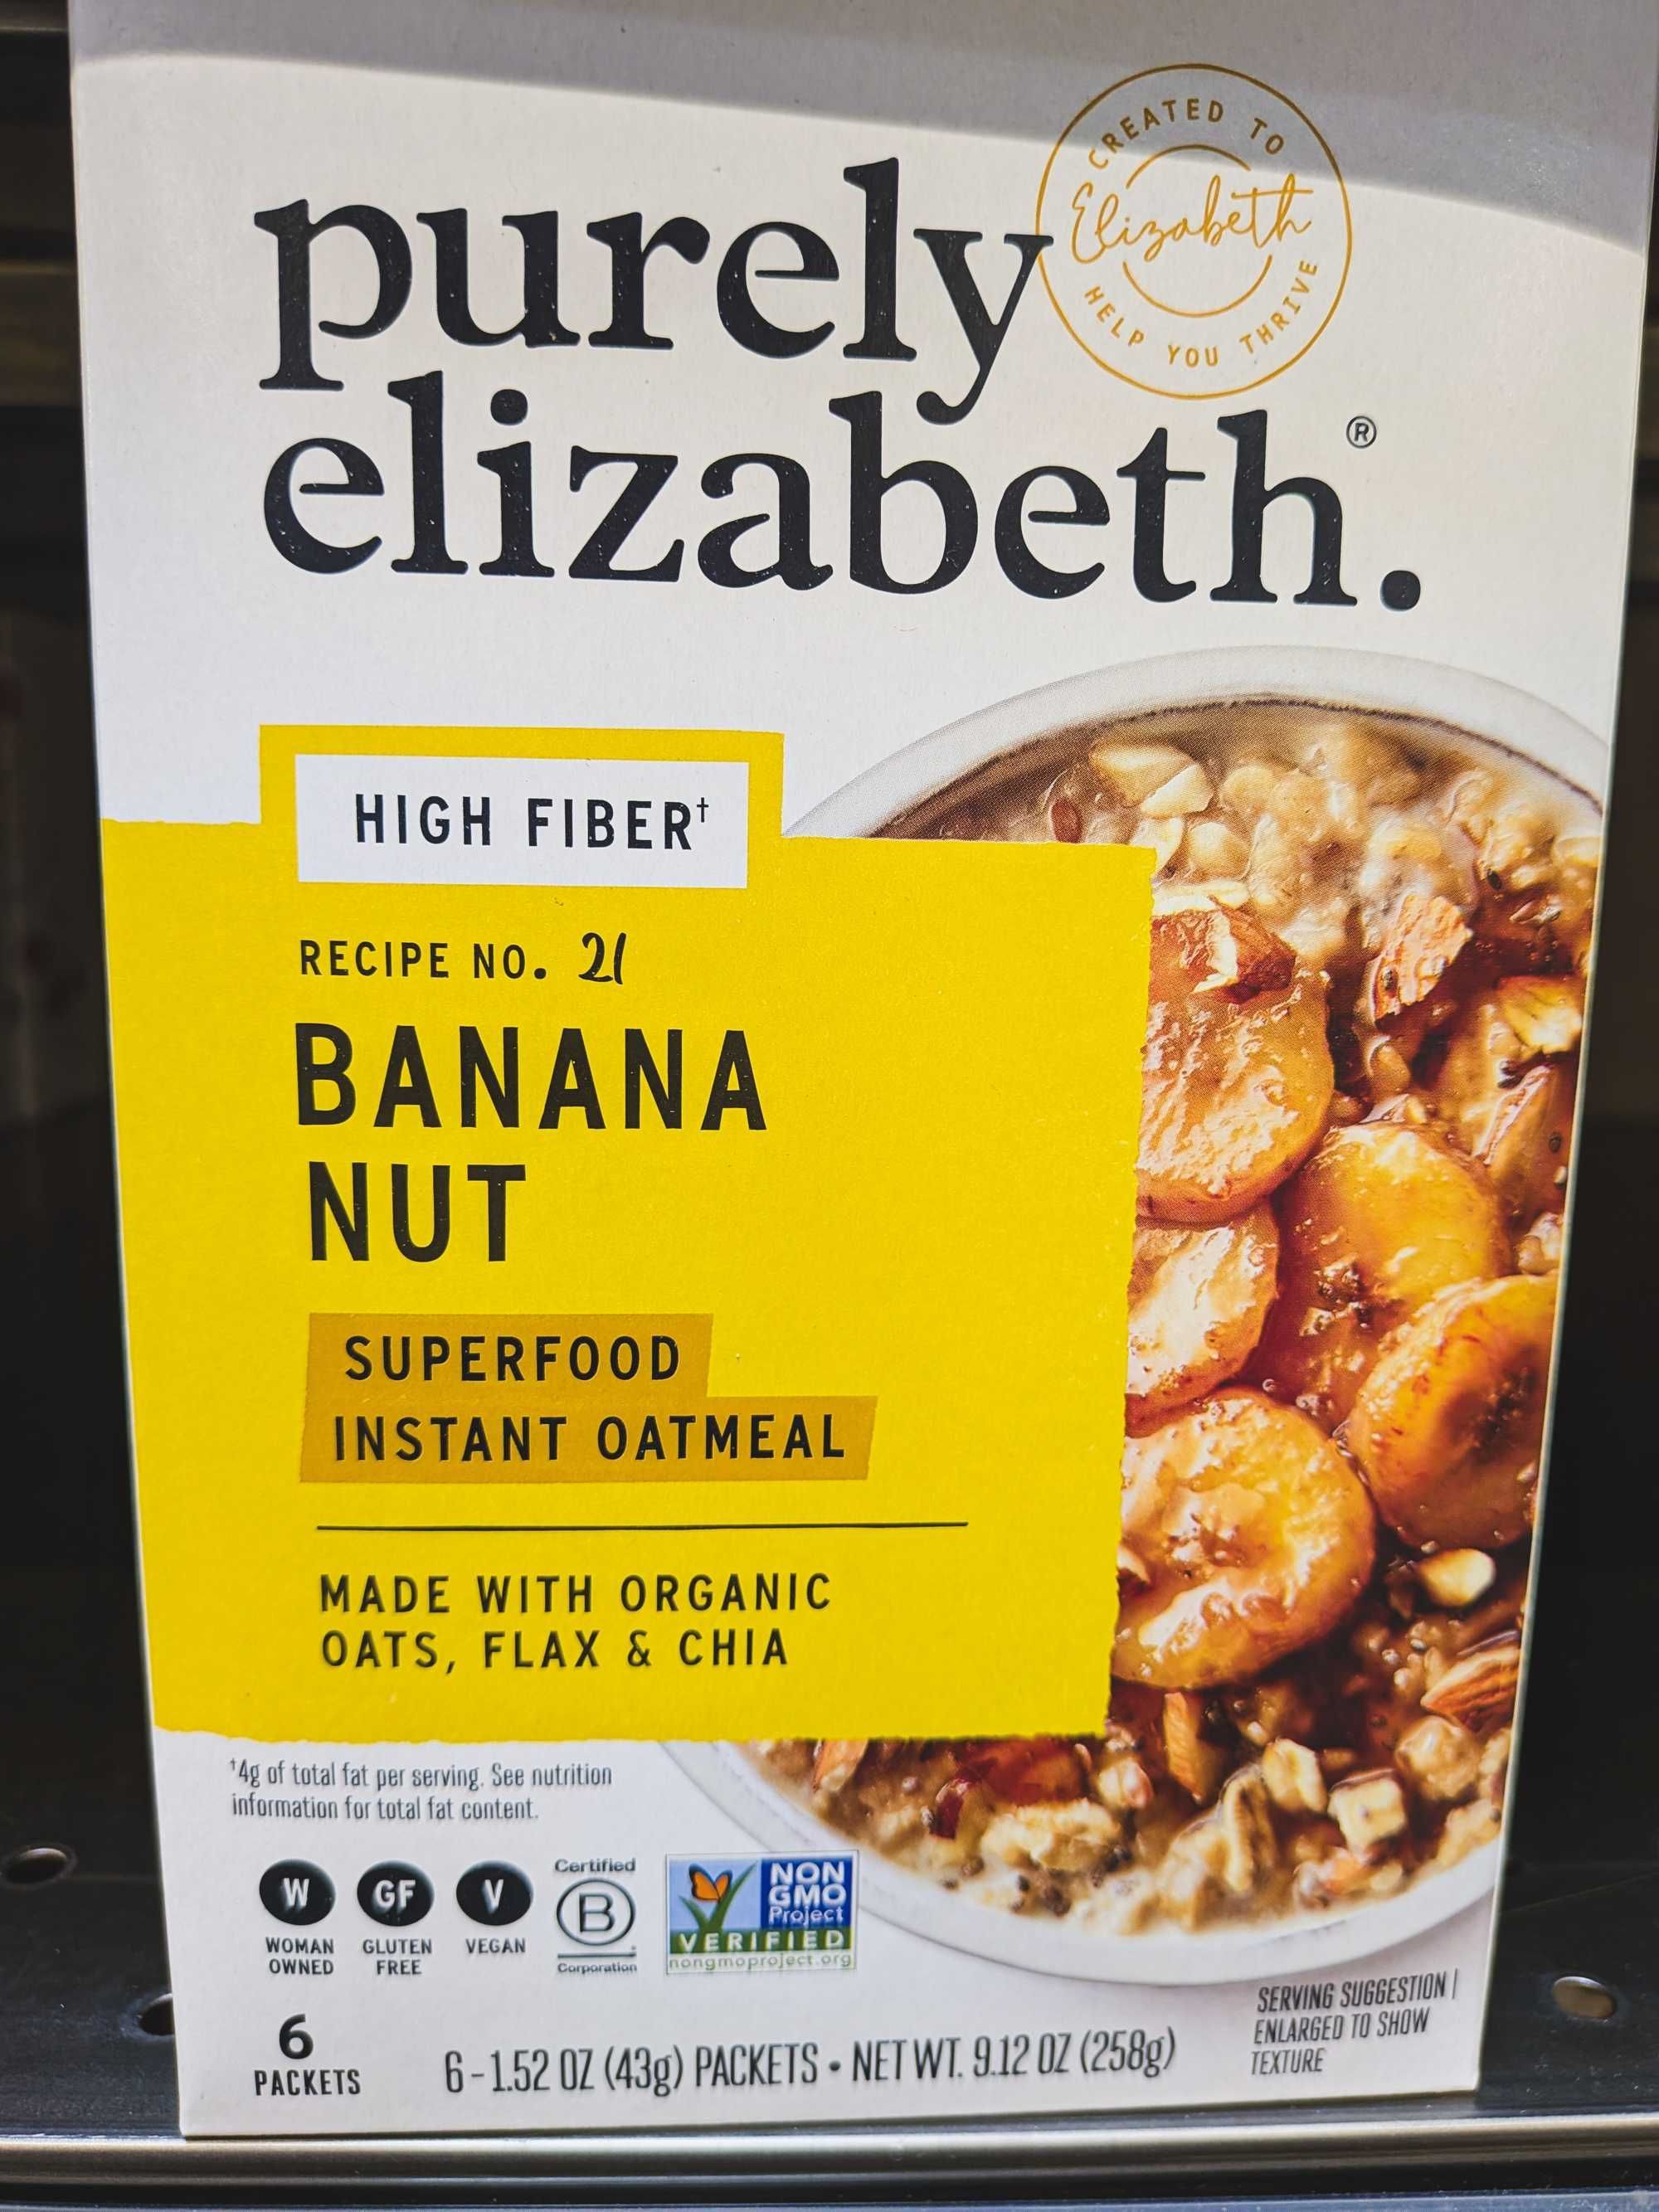 CREATED TO
Elizabeth
HELP YOU THRIVE
purely
elizabeth.®
HIGH FIBER†
RECIPE NO. 21
BANANA
NUT
SUPERFOOD
INSTANT OATMEAL
MADE WITH ORGANIC
OATS, FLAX & CHIA
†4g of total fat per serving. See nutrition
information for total fat content.
W
WOMAN
OWNED
GF
GLUTEN
FREE
V
VEGAN
Certified
B
Corporation
NON
GMO
Project
VERIFIED
nongmoproject.org
6
PACKETS
6-1.52 OZ (43g) PACKETS • NET WT. 9.12 OZ (258g)
SERVING SUGGESTION |
ENLARGED TO SHOW
TEXTURE